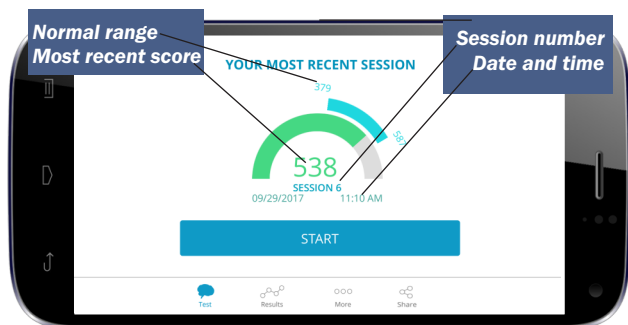 Normal range
Most recent score
Session number
Date and time
YOUR MOST RECENT SESSION
379
587
538
SESSION 6
09/29/2017 11:10 AM
START
Test Results More Share